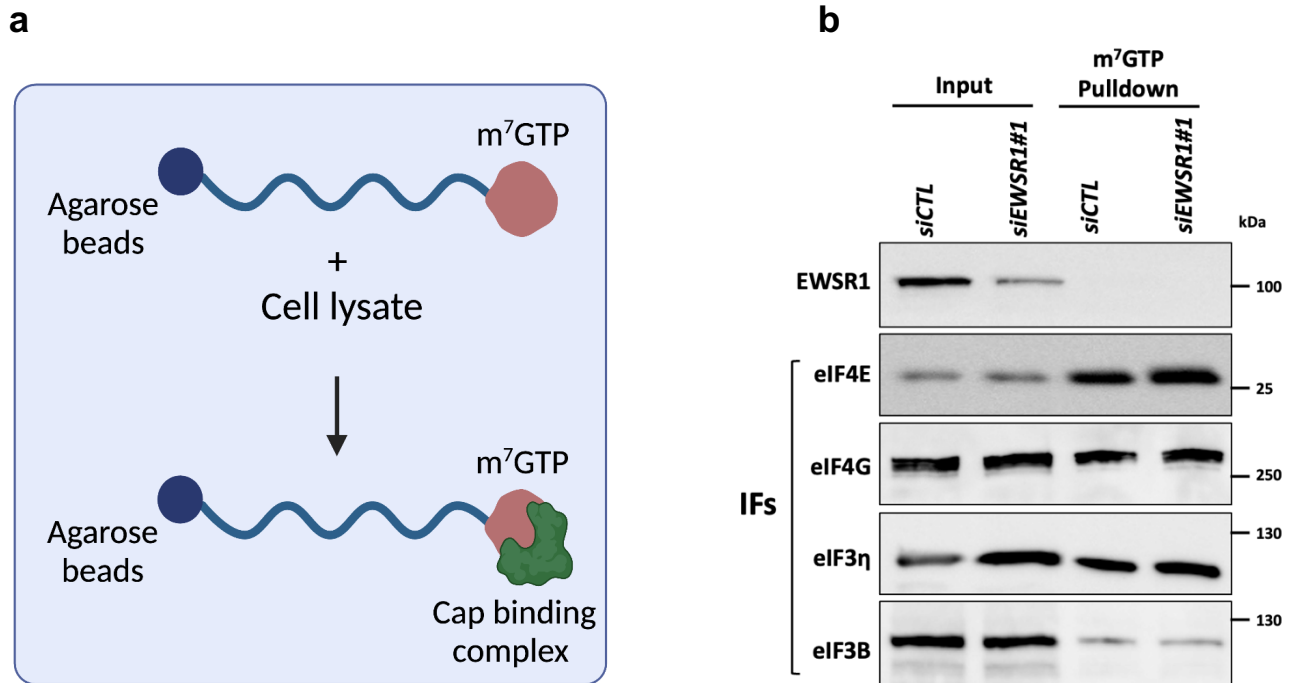 a
m⁷GTP
Agarose
beads
+
Cell lysate
m⁷GTP
Agarose
beads
Cap binding
complex
b
Input
m⁷GTP
Pulldown
siCTL
siEWSR1#1
siCTL
siEWSR1#1
kDa
EWSR1
100
eIF4E
25
eIF4G
250
IFs
130
eIF3η
130
eIF3B